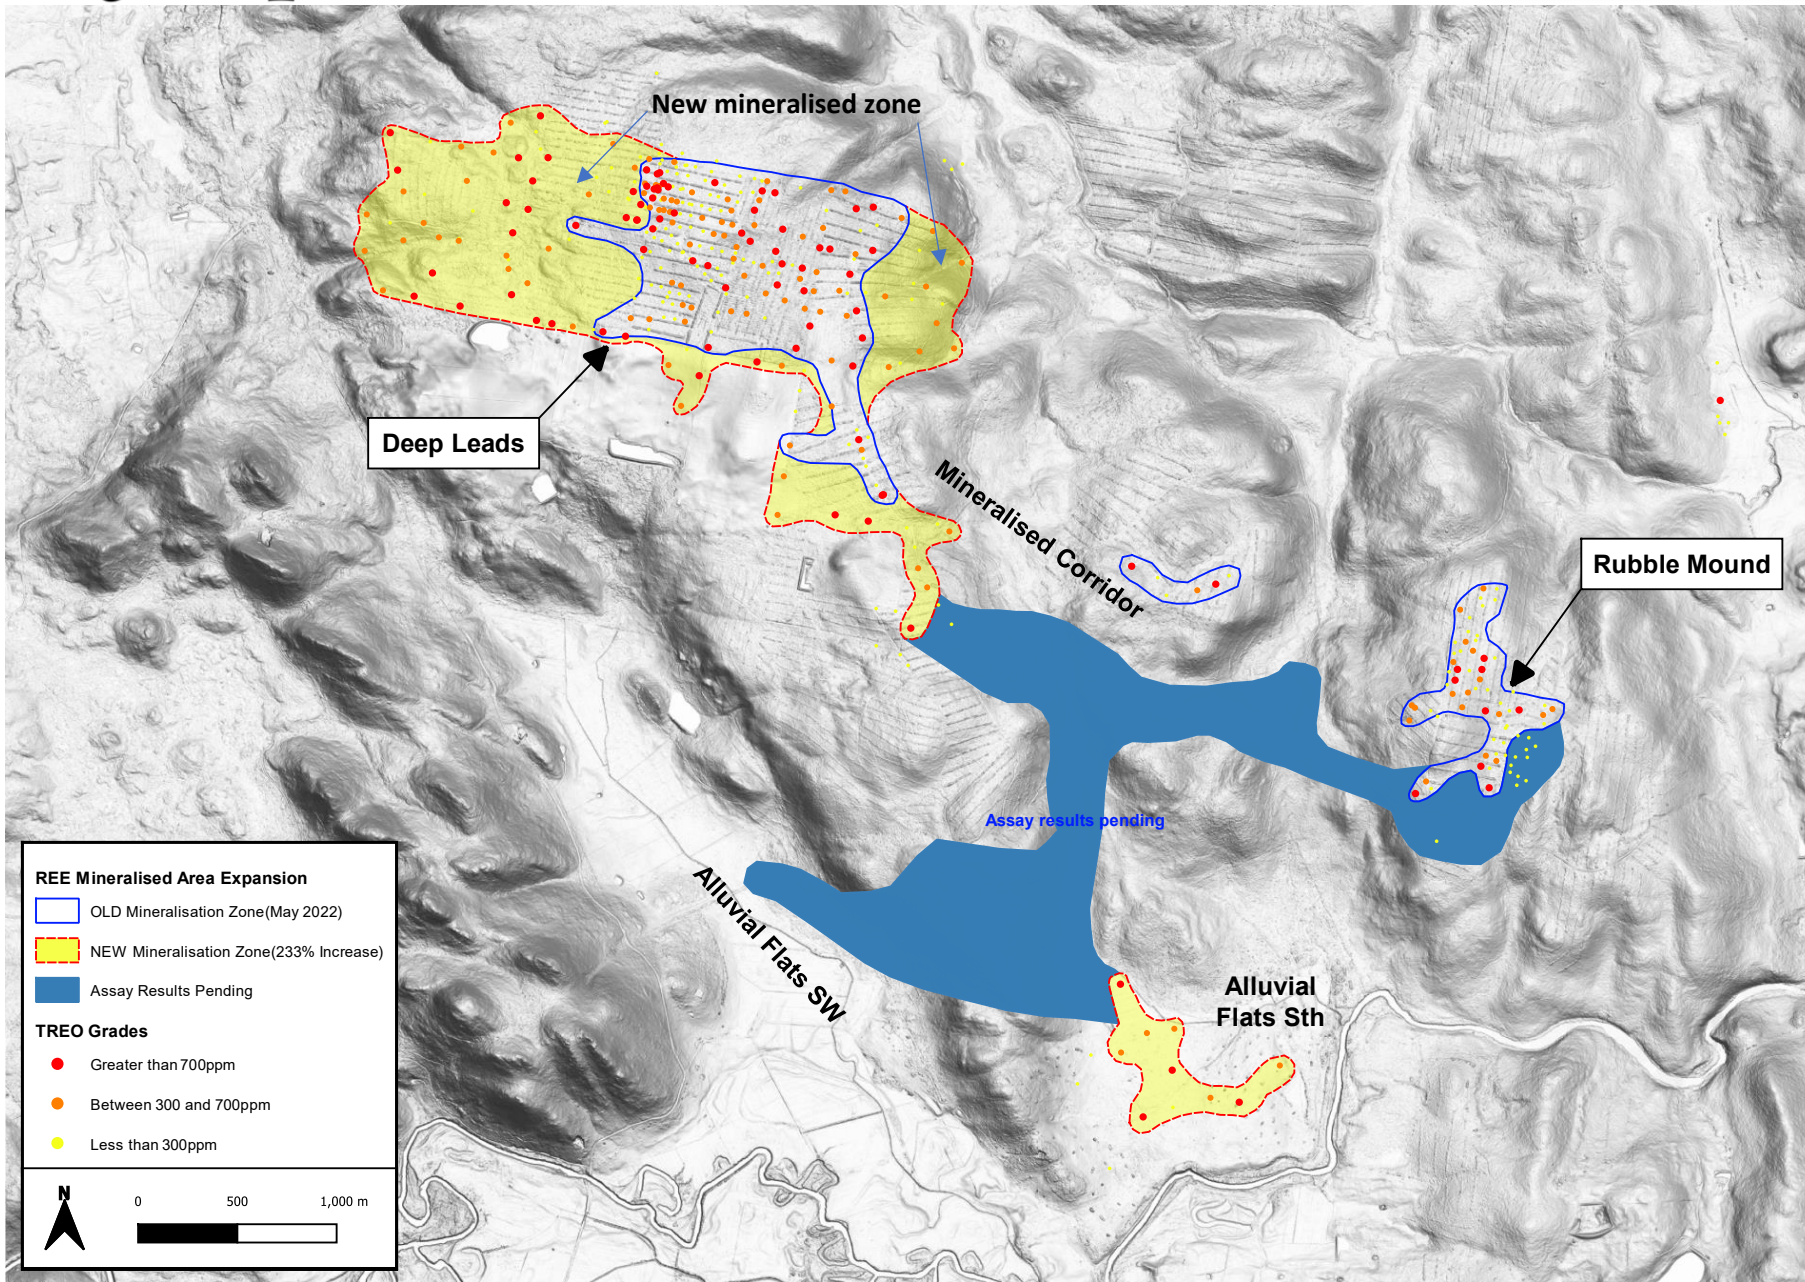 New mineralised zone
Deep Leads
Mineralised Corridor
Rubble Mound
Assay results pending
Alluvial Flats SW
Alluvial
Flats Sth
REE Mineralised Area Expansion
OLD Mineralisation Zone(May 2022)
NEW Mineralisation Zone(233% Increase)
Assay Results Pending
TREO Grades
Greater than 700ppm
Between 300 and 700ppm
Less than 300ppm
N
0 500 1,000 m